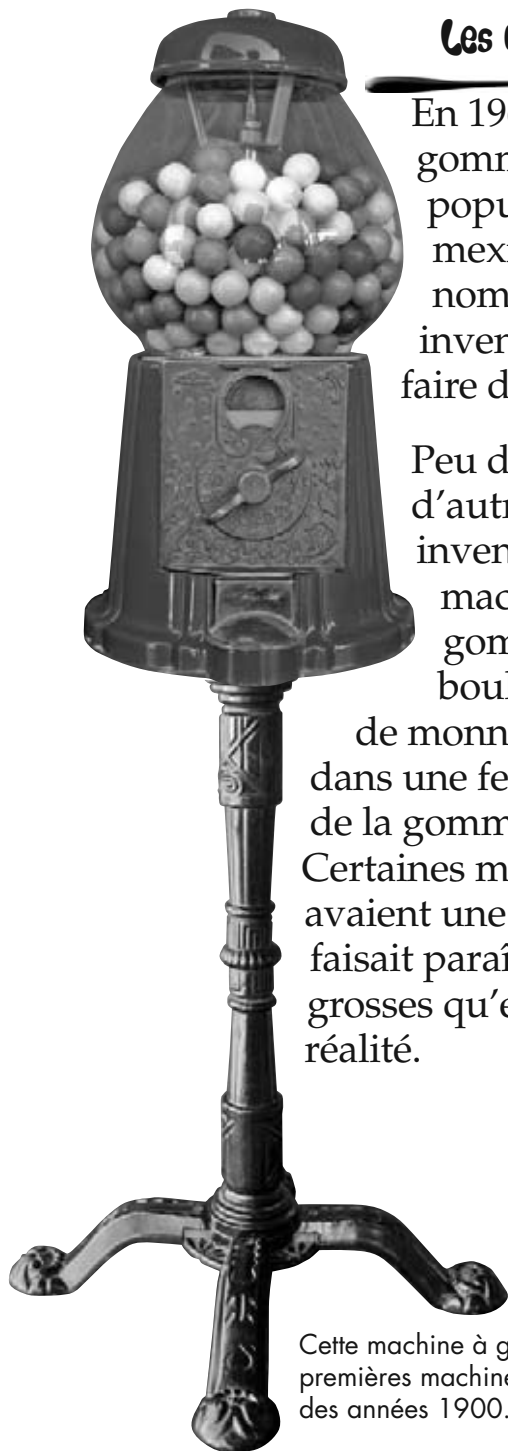 Les
En 19
gomm
popu
mexi
nom
inven
faire d
Peu d
d’autr
inven
mac
gom
boul
de monn
dans une fe
de la gomm
Certaines m
avaient une
faisait paraî
grosses qu’e
réalité.
Cette machine à g
premières machine
des années 1900.